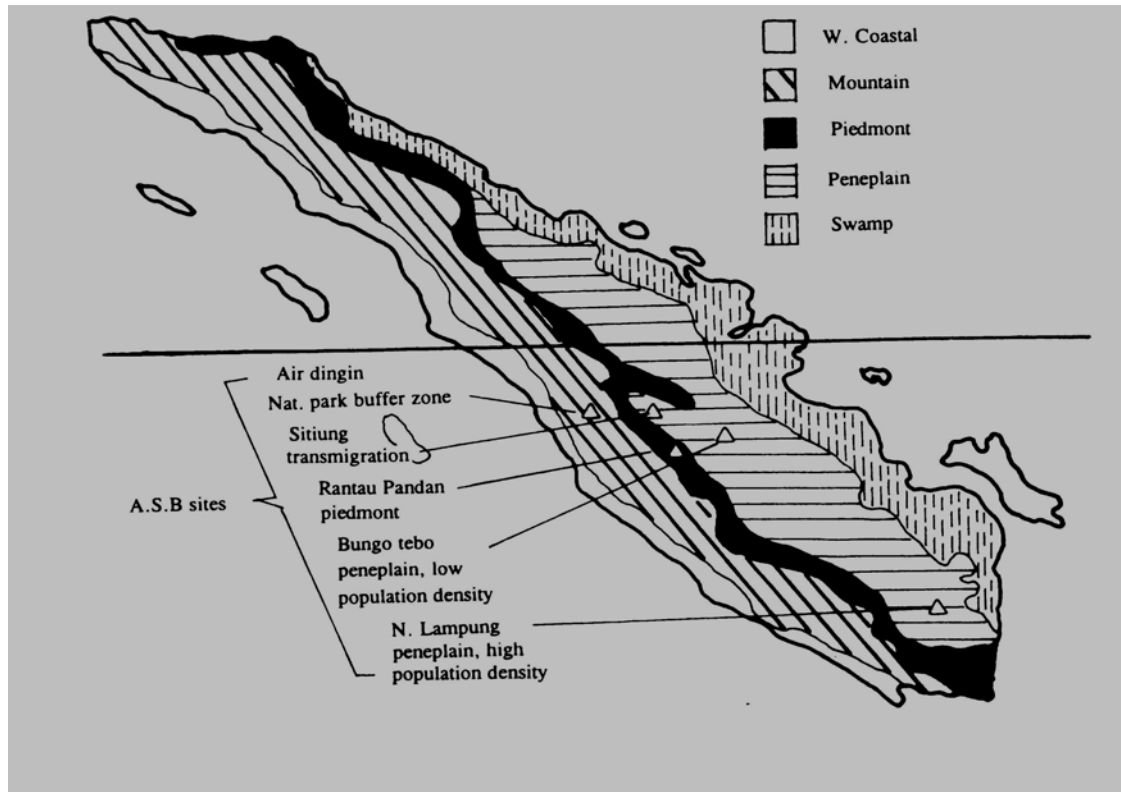 W. Coastal
Mountain
Piedmont
Peneplain
Swamp
Air dingin
Nat. park buffer zone
Sitiung
transmigration
Rantau Pandan
piedmont
A.S.B sites
Bungo tebo
peneplain, low
population density
N. Lampung
peneplain, high
population density